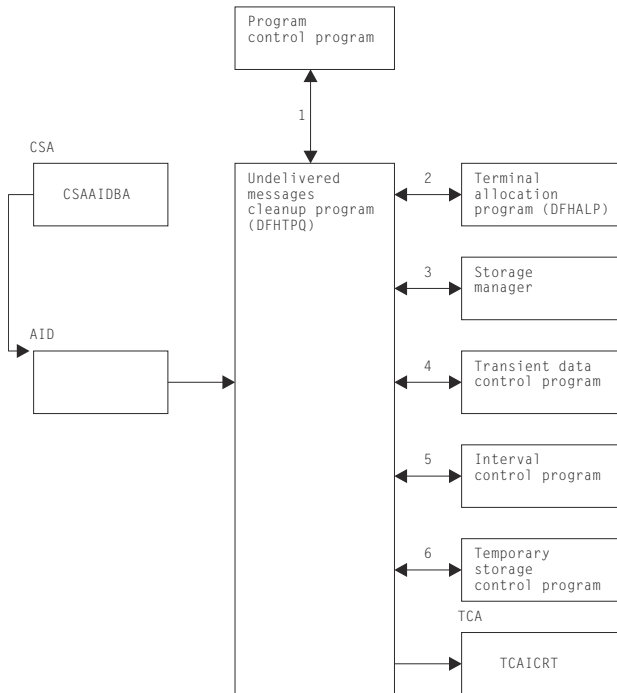 Program
control program
1
CSA
CSAAIDBA
Undelivered
messages
cleanup program
(DFHTPQ)
2
Terminal
allocation
program (DFHALP)
3
Storage
manager
AID
4
Transient data
control program
5
Interval
control program
6
Temporary
storage
control program
TCA
TCAICRT